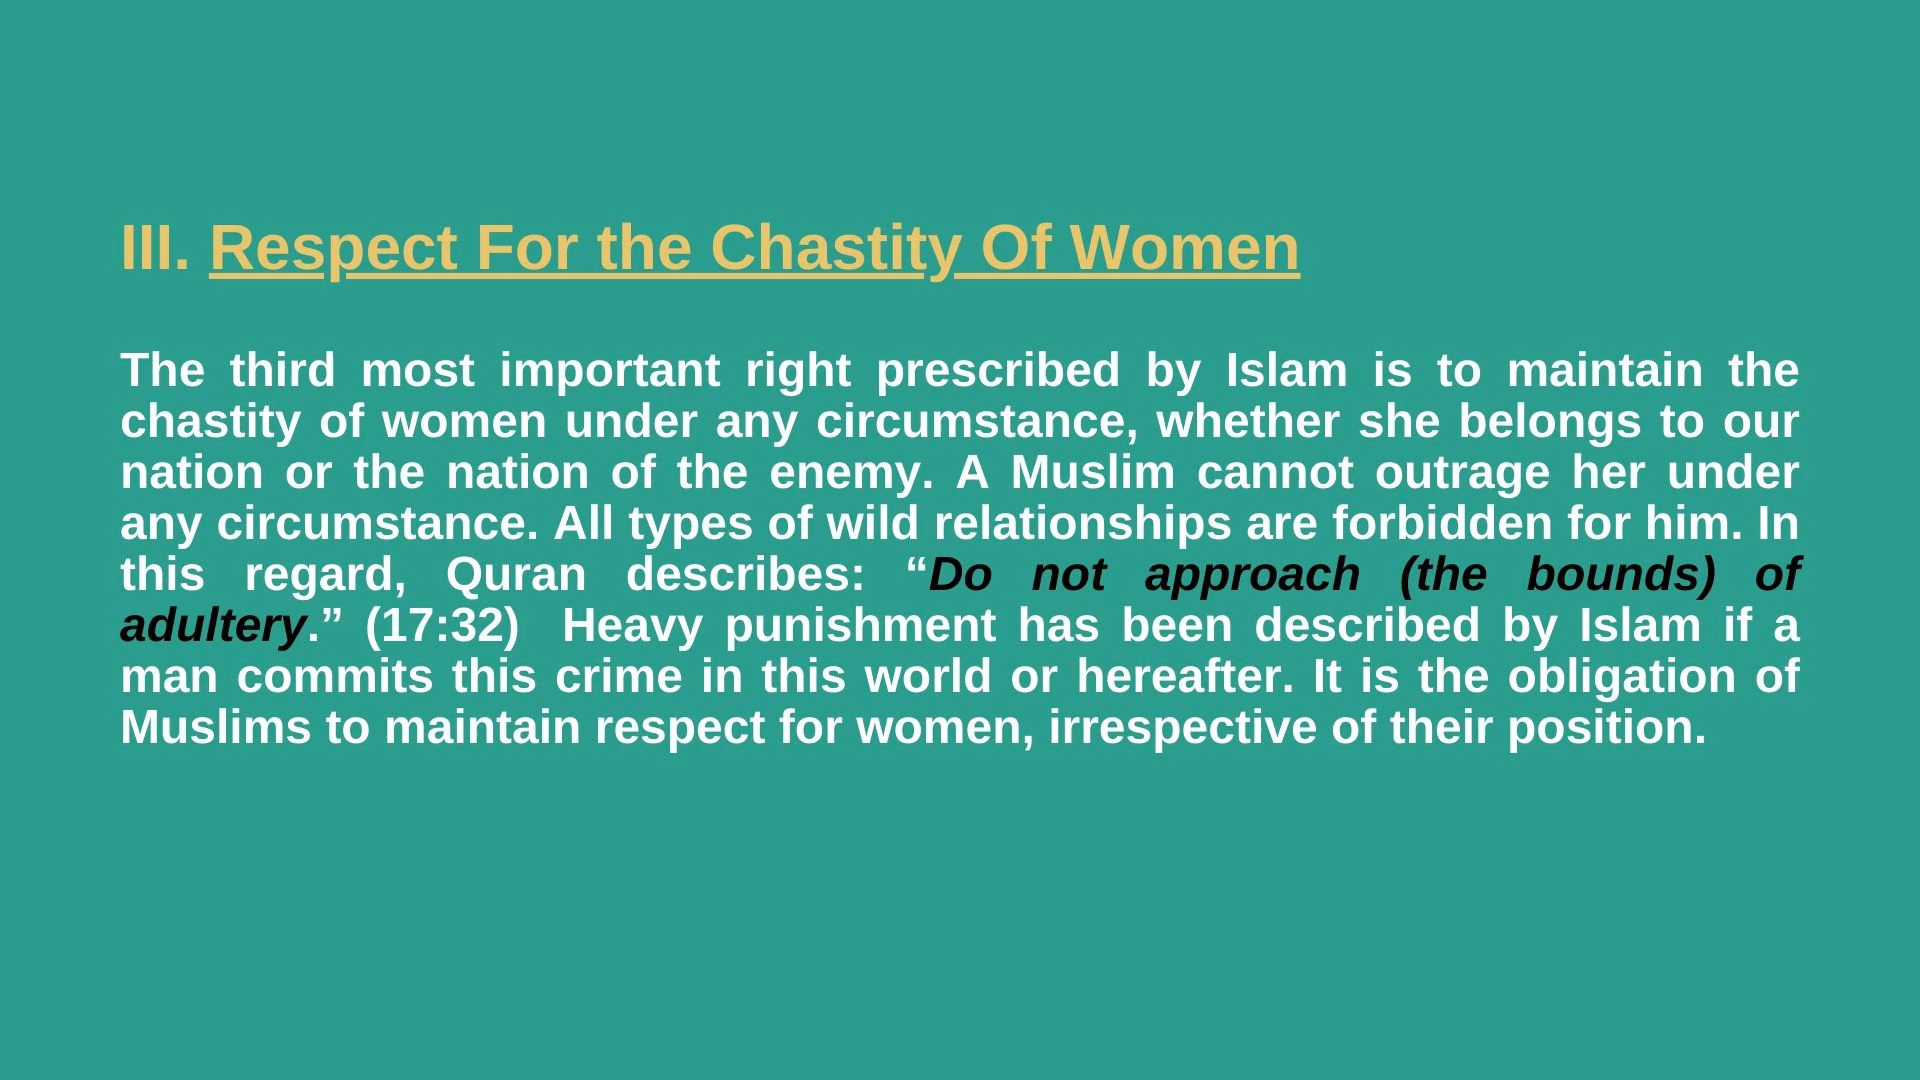 III. Respect For the Chastity Of Women
The third most important right prescribed by Islam is to maintain the
chastity of women under any circumstance, whether she belongs to our
nation or the nation of the enemy. A Muslim cannot outrage her under
any circumstance. All types of wild relationships are forbidden for him. In
this regard, Quran describes: “Do not approach (the bounds) of
adultery.” (17:32)  Heavy punishment has been described by Islam if a
man commits this crime in this world or hereafter. It is the obligation of
Muslims to maintain respect for women, irrespective of their position.